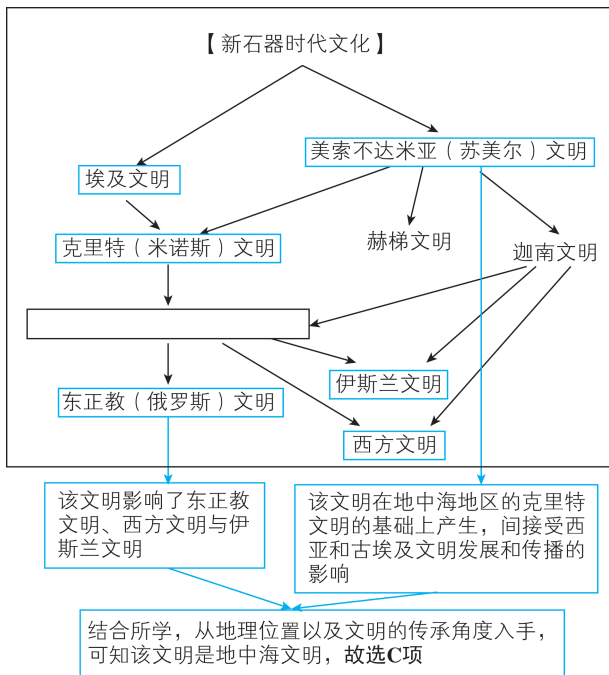 【新石器时代文化】
美索不达米亚（苏美尔）文明
埃及文明
克里特（米诺斯）文明
赫梯文明
迦南文明
伊斯兰文明
东正教（俄罗斯）文明
西方文明
该文明影响了东正教
文明、西方文明与伊
斯兰文明
该文明在地中海地区的克里特
文明的基础上产生，间接受西
亚和古埃及文明发展和传播的
影响
结合所学，从地理位置以及文明的传承角度入手，
可知该文明是地中海文明，故选C项